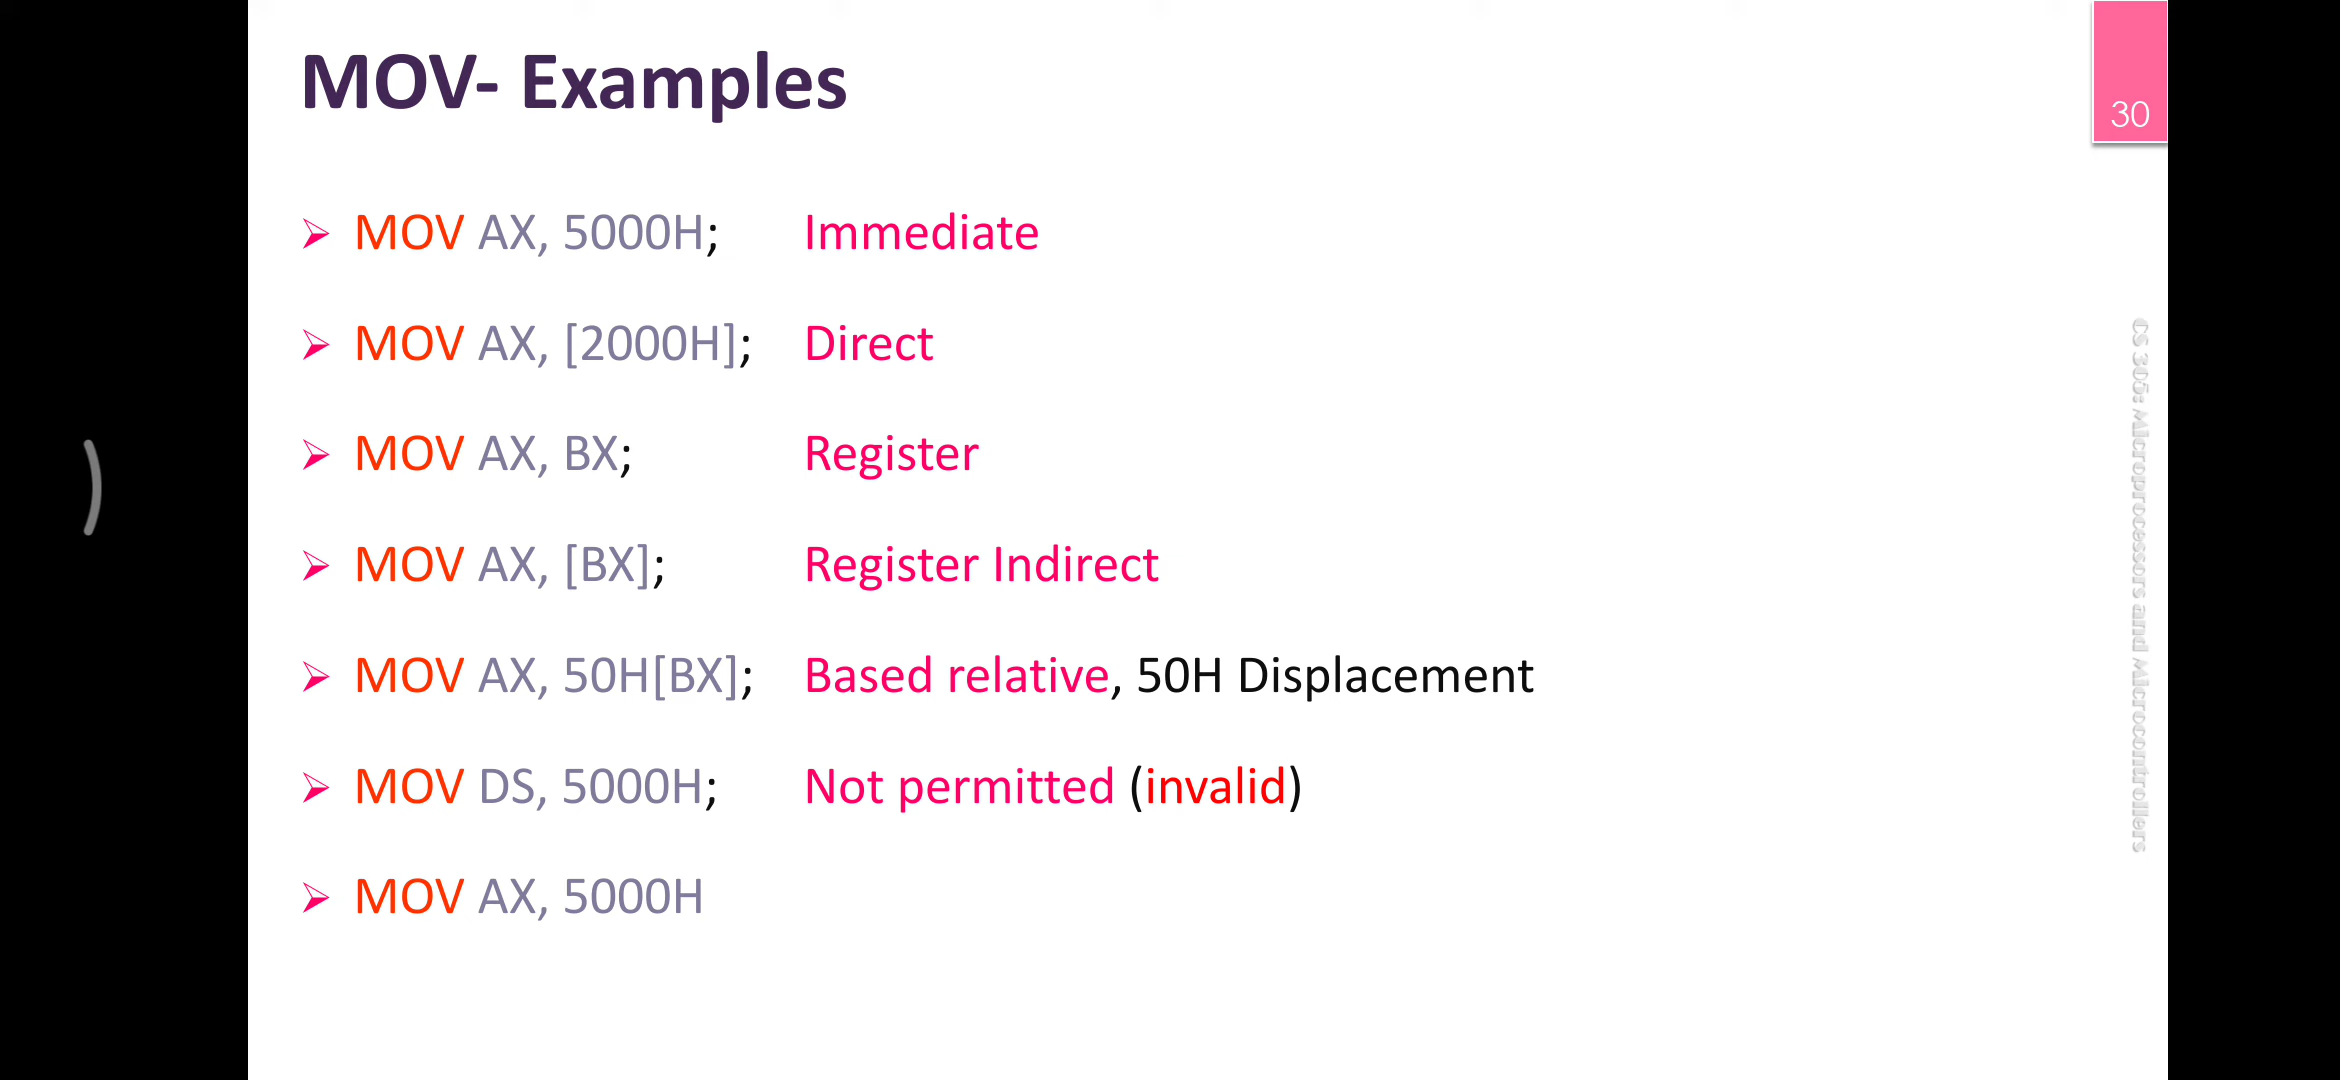 MOV- Examples
30
MOV AX, 5000H; Immediate
MOV AX, [2000H]; Direct
MOV AX, BX; Register
MOV AX, [BX]; Register Indirect
MOV AX, 50H[BX]; Based relative, 50H Displacement
MOV DS, 5000H; Not permitted (invalid)
MOV AX, 5000H
CS 305: Microprocessors and Microcontrollers